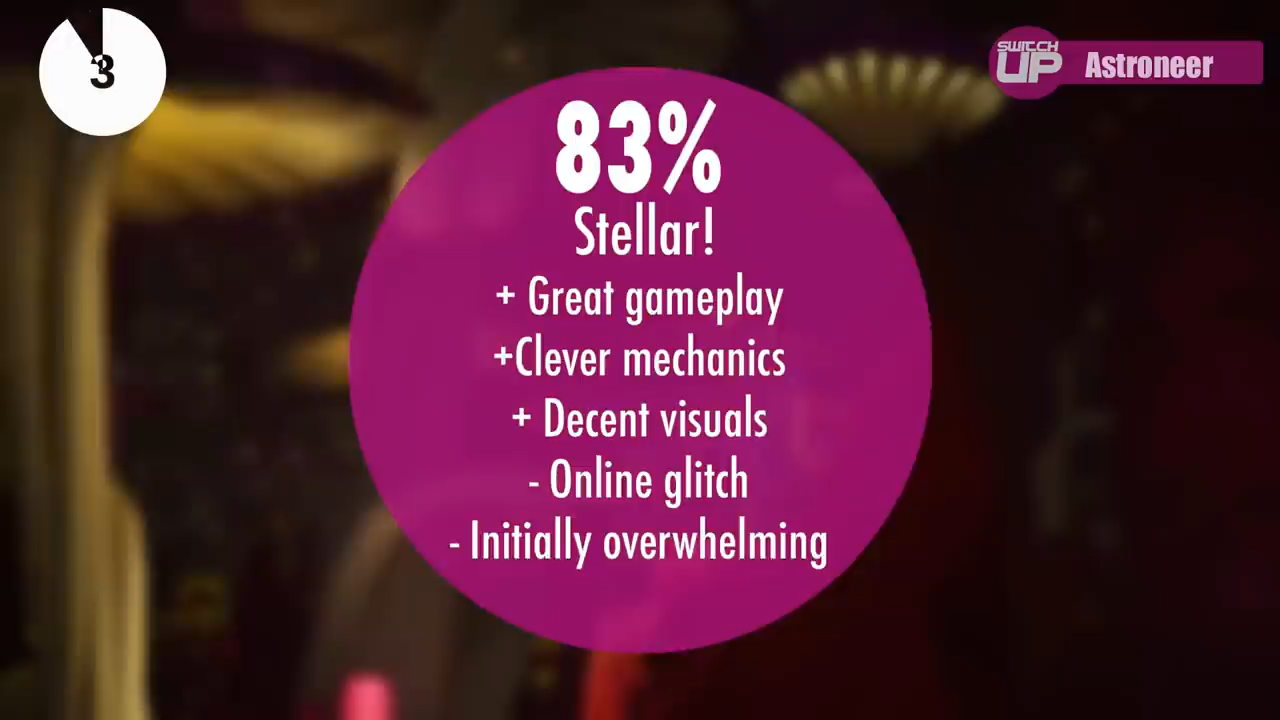 3
SWITCH
UP
Astroneer
83%
Stellar!
+ Great gameplay
+Clever mechanics
+ Decent visuals
- Online glitch
- Initially overwhelming